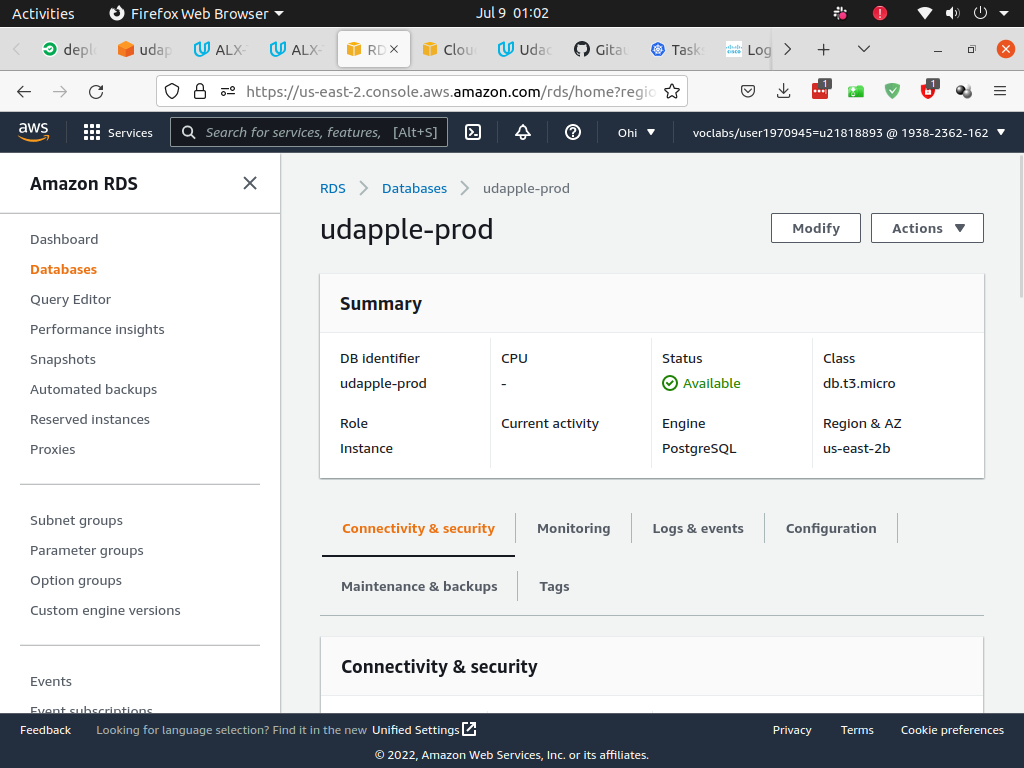 Activities Firefox Web Browser Jul 9 01:02
depl udap ALX- ALX- RD Clou Udac Gitau Task Log
https://us-east-2.console.aws.amazon.com/rds/home?regio 1 1
aws Services Search for services, features, [Alt+S] Ohi voclabs/user1970945=u21818893 @ 1938-2362-162
Amazon RDS
Dashboard
Databases
Query Editor
Performance insights
Snapshots
Automated backups
Reserved instances
Proxies
Subnet groups
Parameter groups
Option groups
Custom engine versions
Events
Event subscriptions
RDS Databases udapple-prod
udapple-prod Modify Actions
Summary
DB identifier CPU Status Class
udapple-prod - Available db.t3.micro
Role Current activity Engine Region & AZ
Instance PostgreSQL us-east-2b
Connectivity & security Monitoring Logs & events Configuration
Maintenance & backups Tags
Connectivity & security
Feedback Looking for language selection? Find it in the new Unified Settings Privacy Terms Cookie preferences
© 2022, Amazon Web Services, Inc. or its affiliates.